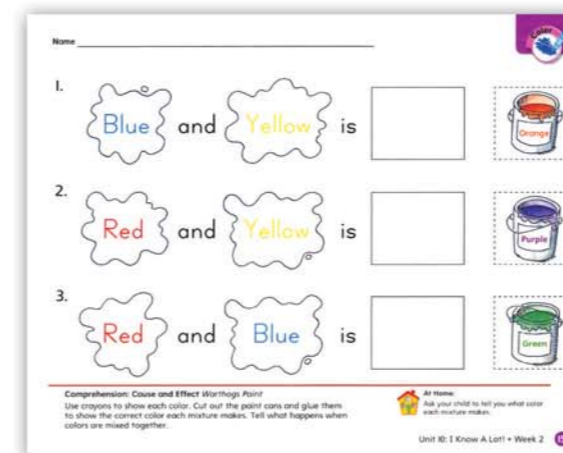 Color
Name
1. Blue and Yellow is
Orange
2. Red and Yellow is
Purple
3. Red and Blue is
Green
Comprehension: Cause and Effect Warthogs Paint
Use crayons to show each color. Cut out the paint cans and glue them
to show the correct color each mixture makes. Tell what happens when
colors are mixed together.
At Home:
Ask your child to tell you what color
each mixture makes.
Unit 10: I Know A Lot! • Week 2